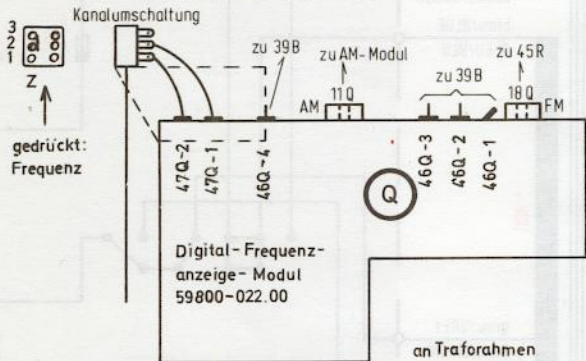 Kanalumschaltung
3
2
1
Z
gedrückt:
Frequenz
zu 39B
zu AM-Modul
zu 39B
zu 45R
AM
11Q
18Q
FM
47Q-2
47Q-1
46Q-4
46Q-3
46Q-2
46Q-1
Q
Digital-Frequenz-
anzeige-Modul
59800-022.00
an Traforahmen